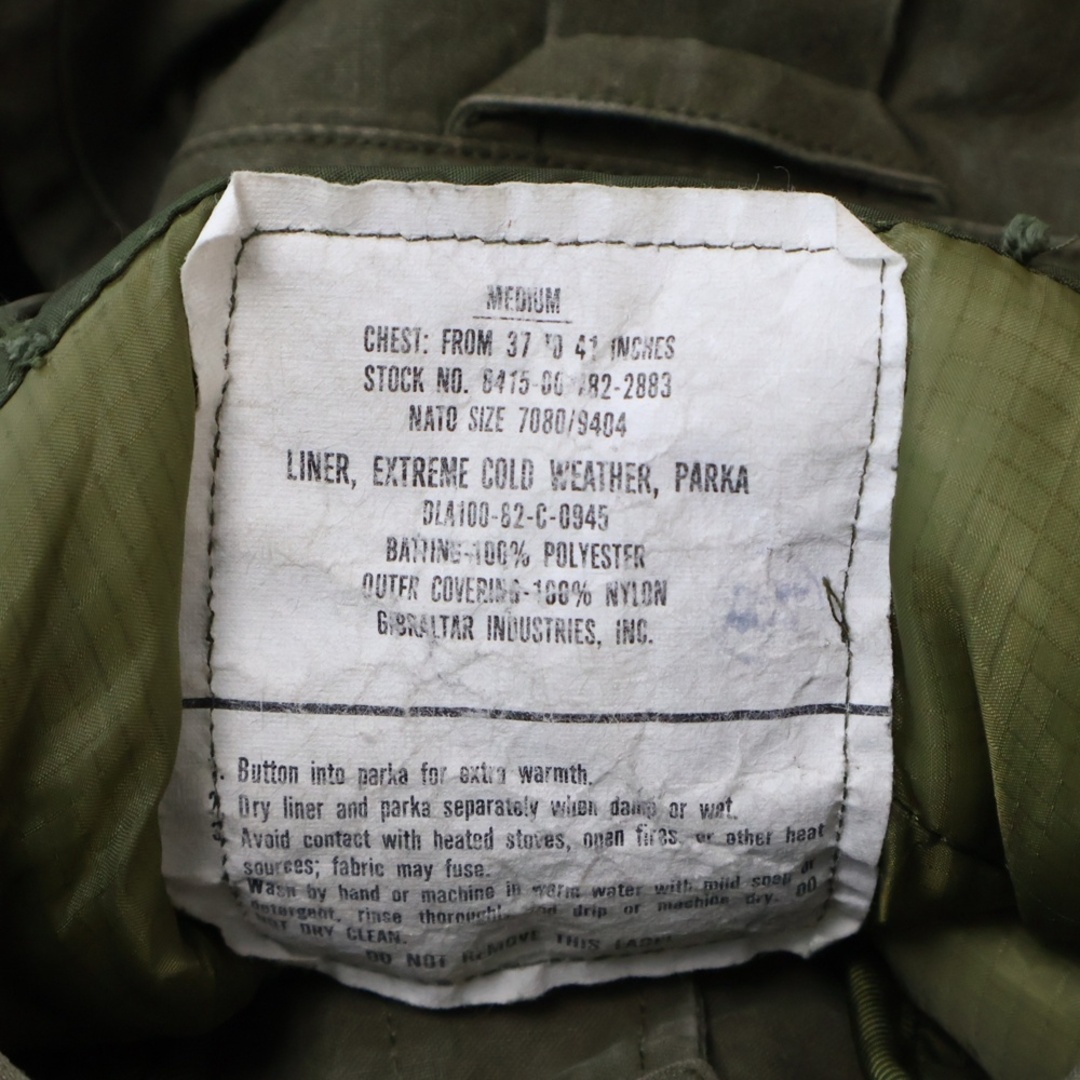 MEDIUM
CHEST: FROM 37 TO 41 INCHES
STOCK NO. 8415-00-782-2883
NATO SIZE 7080/9404
LINER, EXTREME COLD WEATHER, PARKA
DLA100-82-C-0945
BATTING-100% POLYESTER
OUTER COVERING-100% NYLON
GIBRALTAR INDUSTRIES, INC.
Button into parka for extra warmth.
Dry liner and parka separately when damp or wet.
Avoid contact with heated stoves, open fires, or other heat
sources; fabric may fuse.
Wash by hand or machine in warm water with mild soap or
detergent, rinse thoroughly and drip or machine dry. DO
NOT DRY CLEAN.
DO NOT REMOVE THIS LABEL